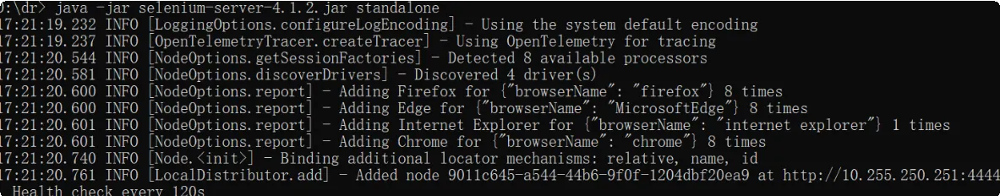 D:\dr> java -jar selenium-server-4.1.2.jar standalone
17:21:19.232 INFO [LoggingOptions.configureLogEncoding] - Using the system default encoding
17:21:19.237 INFO [OpenTelemetryTracer.createTracer] - Using OpenTelemetry for tracing
17:21:20.544 INFO [NodeOptions.getSessionFactories] - Detected 8 available processors
17:21:20.581 INFO [NodeOptions.discoverDrivers] - Discovered 4 driver(s)
17:21:20.600 INFO [NodeOptions.report] - Adding Firefox for {"browserName": "firefox"} 8 times
17:21:20.600 INFO [NodeOptions.report] - Adding Edge for {"browserName": "MicrosoftEdge"} 8 times
17:21:20.601 INFO [NodeOptions.report] - Adding Internet Explorer for {"browserName": "internet explorer"} 1 times
17:21:20.601 INFO [NodeOptions.report] - Adding Chrome for {"browserName": "chrome"} 8 times
17:21:20.740 INFO [Node.<init>] - Binding additional locator mechanisms: relative, name, id
17:21:20.761 INFO [LocalDistributor.add] - Added node 9011c645-a544-44b6-9f0f-1204dbf20ea9 at http://10.255.250.251:4444
Health check every 120s